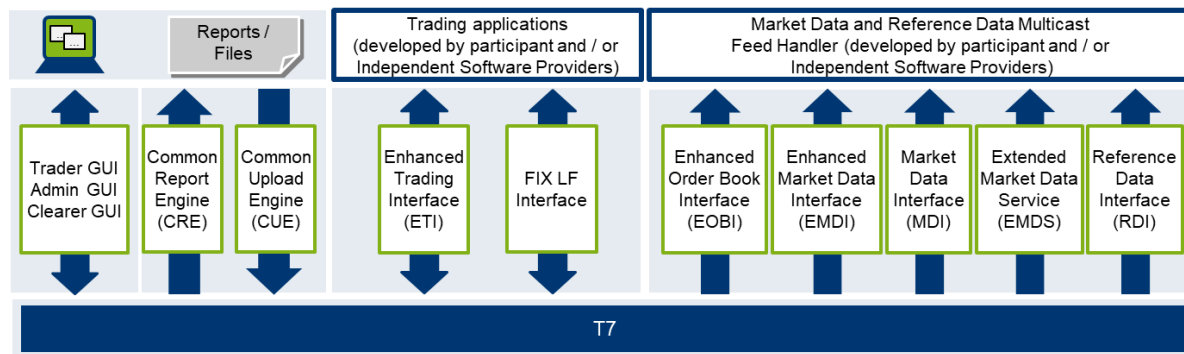 Reports /
Files
Trading applications
(developed by participant and / or
Independent Software Providers)
Market Data and Reference Data Multicast
Feed Handler (developed by participant and / or
Independent Software Providers)
Trader GUI
Admin GUI
Clearer GUI
Common
Report
Engine
(CRE)
Common
Upload
Engine
(CUE)
Enhanced
Trading
Interface
(ETI)
FIX LF
Interface
Enhanced
Order Book
Interface
(EOBI)
Enhanced
Market Data
Interface
(EMDI)
Market
Data
Interface
(MDI)
Extended
Market Data
Service
(EMDS)
Reference
Data
Interface
(RDI)
T7